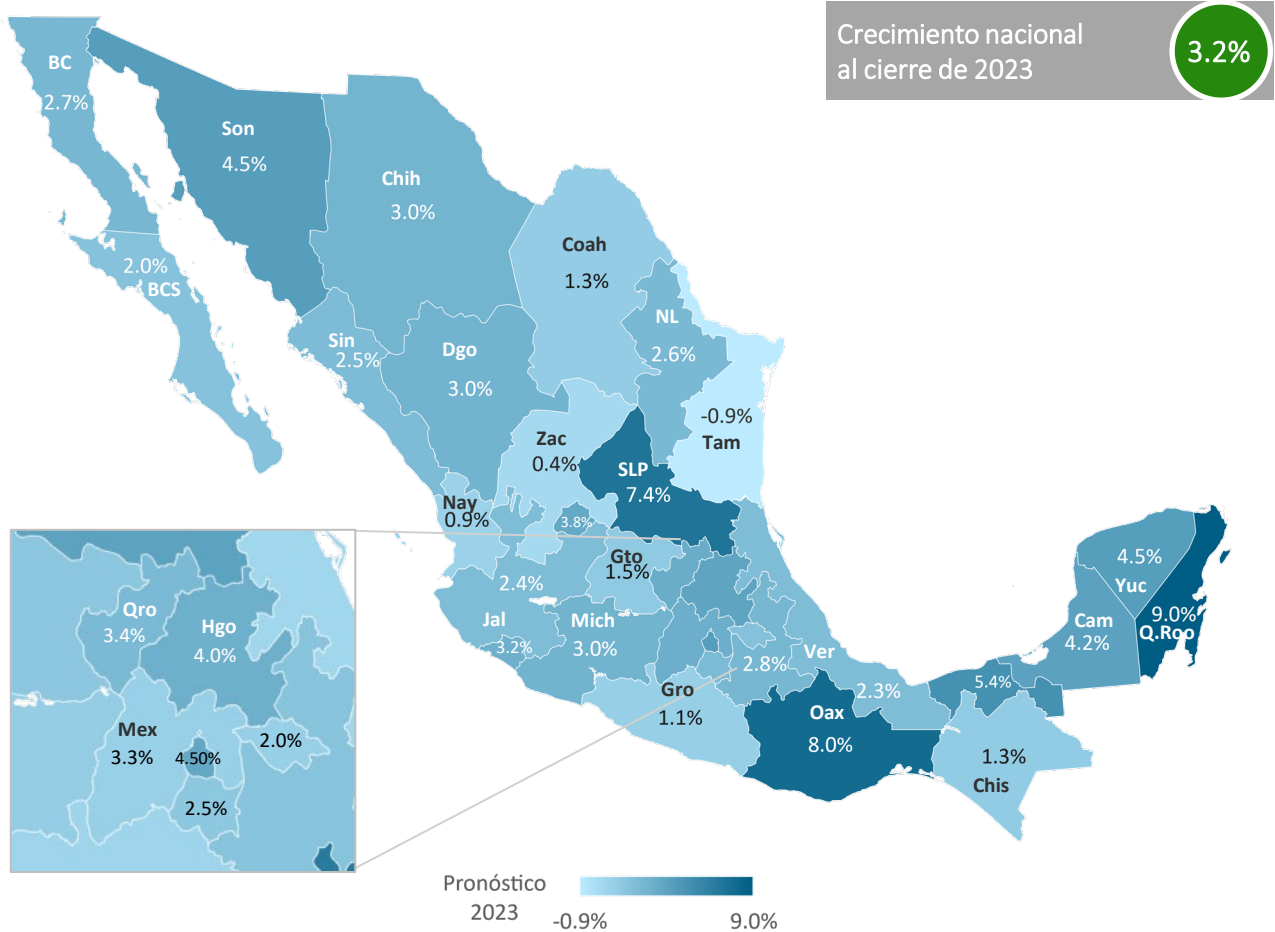 Crecimiento nacional
al cierre de 2023
3.2%
BC
2.7%
Son
4.5%
Chih
3.0%
Coah
1.3%
2.0%
BCS
NL
2.6%
Sin
2.5%
Dgo
3.0%
-0.9%
Tam
Zac
0.4%
SLP
7.4%
Nay
0.9%
3.8%
Gto
1.5%
2.4%
Jal
3.2%
Mich
3.0%
Ver
2.8%
2.3%
Gro
1.1%
Oax
8.0%
5.4%
1.3%
Chis
4.5%
Yuc
Cam
4.2%
9.0%
Q.Roo
Qro
3.4%
Hgo
4.0%
Mex
3.3%
4.50%
2.0%
2.5%
Pronóstico
2023
-0.9%
9.0%